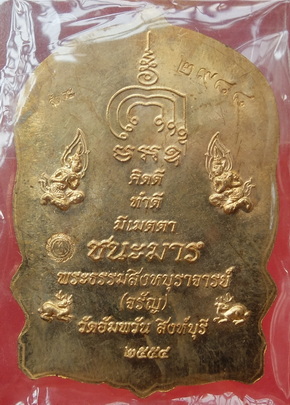 ๒๙๘๘
คิดดี
ทำดี
มีเมตตา
ชนะมาร
พระธรรมสิงหบุราจารย์
(จรัญ)
วัดอัมพวัน สิงห์บุรี
๒๕๕๔